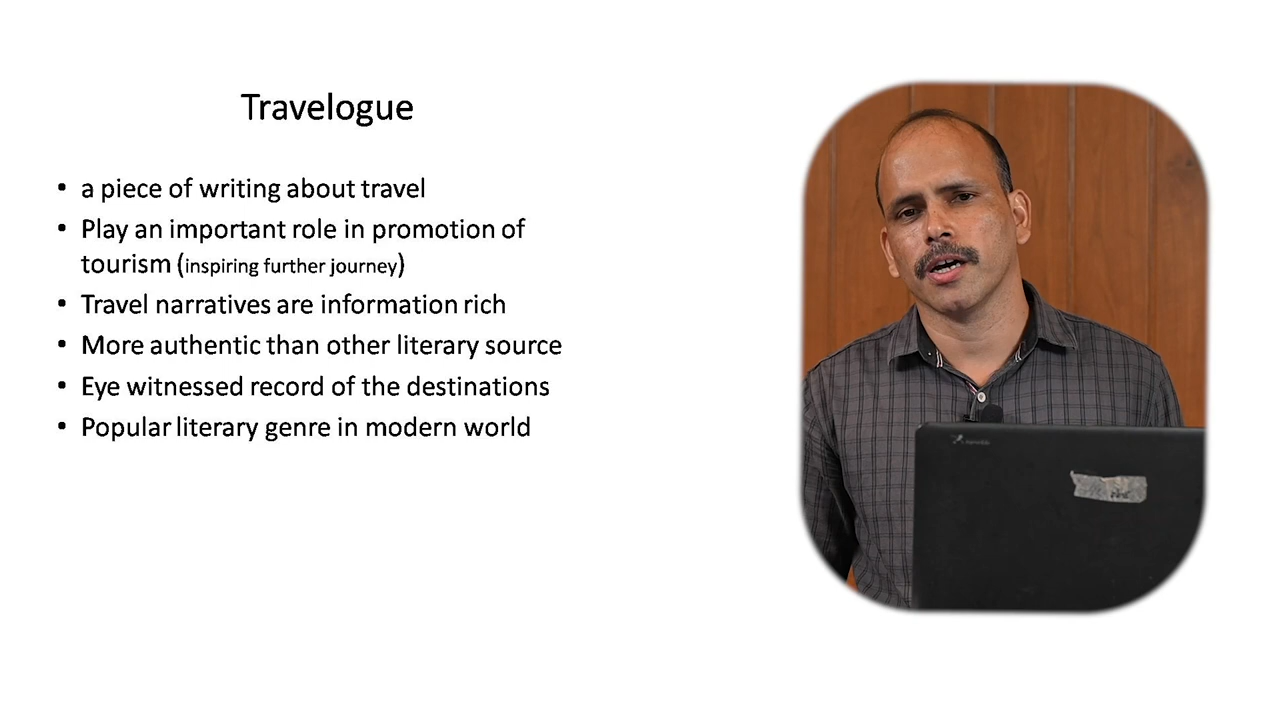 Travelogue
• a piece of writing about travel
• Play an important role in promotion of
tourism (inspiring further journey)
• Travel narratives are information rich
• More authentic than other literary source
• Eye witnessed record of the destinations
• Popular literary genre in modern world